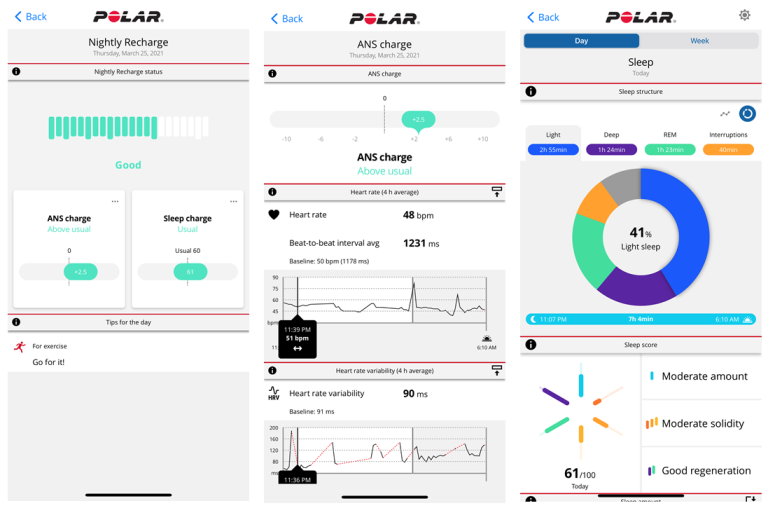 Back
POLAR
Nightly Recharge
Thursday, March 25, 2021
Nightly Recharge status
Good
ANS charge
Above usual
0
+2.5
Sleep charge
Usual
Usual 60
61
Tips for the day
For exercise
Go for it!
Back
POLAR
ANS charge
Thursday, March 25, 2021
ANS charge
0
+2.5
-10 -6 -2 +2 +6 +10
ANS charge
Above usual
Heart rate (4 h average)
Heart rate 48 bpm
Beat-to-beat interval avg 1231 ms
Baseline: 50 bpm (1178 ms)
90
75
60
45
bpm
11:39 PM
51 bpm
11:
6:10 AM
Heart rate variability (4 h average)
HRV
Heart rate variability 90 ms
Baseline: 91 ms
200
160
120
80
ms
11:36 PM
Back
POLAR
Day Week
Sleep
Today
Sleep structure
Light Deep REM Interruptions
2h 55min 1h 24min 1h 23min 40min
41%
Light sleep
11:07 PM 7h 4min 6:10 AM
Sleep score
Moderate amount
Moderate solidity
Good regeneration
61/100
Today